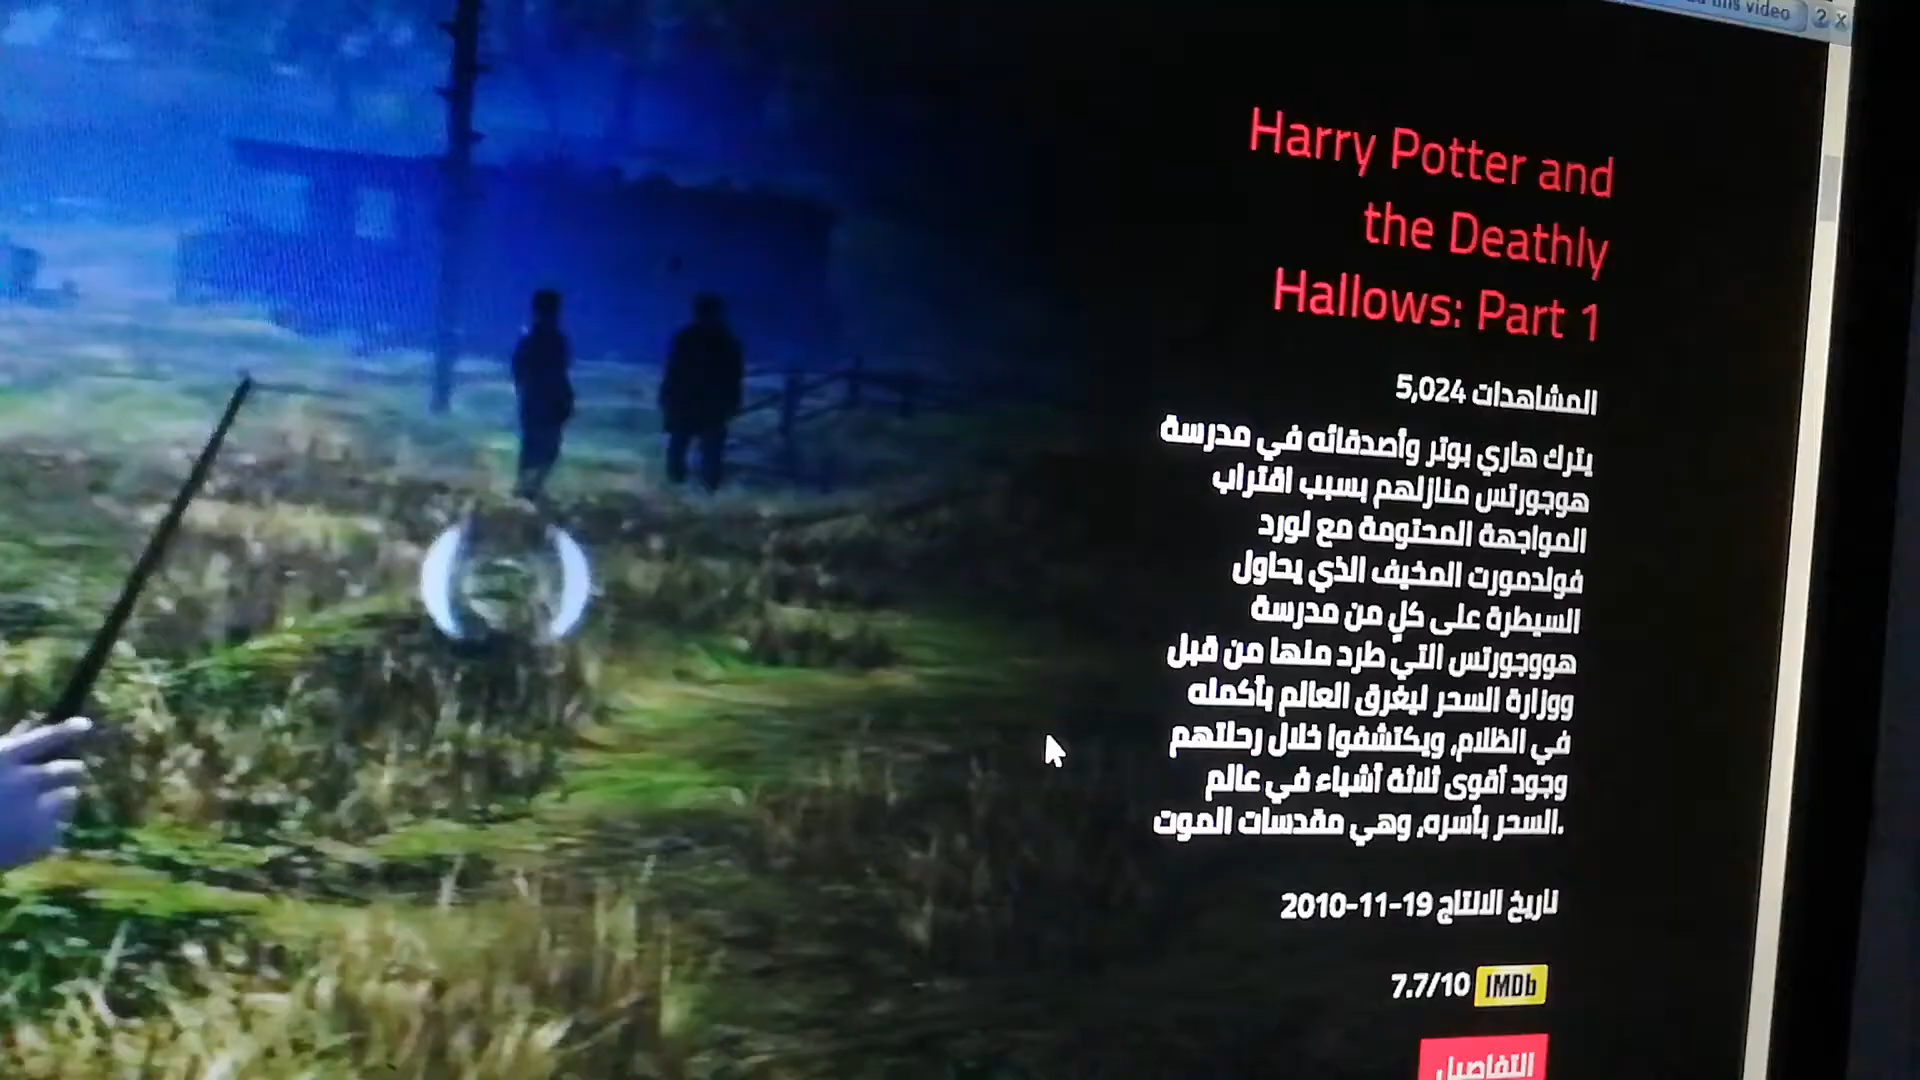 this video ? x
Harry Potter and
the Deathly
Hallows: Part 1
المشاهدات 5,024
يترك هاري بوتر وأصدقائه في مدرسة
هوجورتس منازلهم بسبب اقتراب
المواجهة المحتومة مع لورد
فولدمورت المخيف الذي يحاول
السيطرة على كلٍ من مدرسة
هووجورتس التي طرد منها من قبل
ووزارة السحر ليغرق العالم بأكمله
في الظلام, ويكتشفوا خلال رحلتهم
وجود أقوى ثلاثة أشياء في عالم
السحر بأسره, وهي مقدسات الموت.
تاريخ الانتاج 19-11-2010
7.7/10 IMDb
التفاصيل